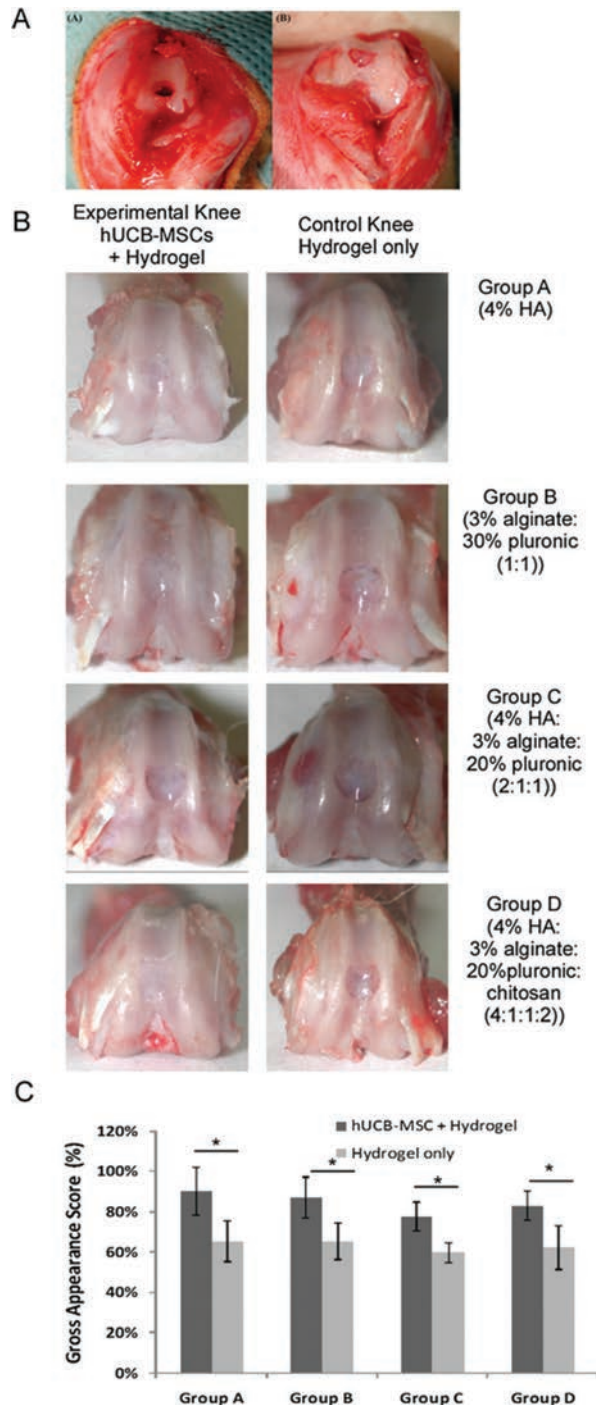 A
(A)
(B)
B
Experimental Knee
hUCB-MSCs
+ Hydrogel
Control Knee
Hydrogel only
Group A
(4% HA)
Group B
(3% alginate:
30% pluronic
(1:1))
Group C
(4% HA:
3% alginate:
20% pluronic
(2:1:1))
Group D
(4% HA:
3% alginate:
20%pluronic:
chitosan
(4:1:1:2))
C
Gross Appearance Score (%)
120%
100%
80%
60%
40%
20%
0%
hUCB-MSC + Hydrogel
Hydrogel only
*
*
*
*
Group A
Group B
Group C
Group D